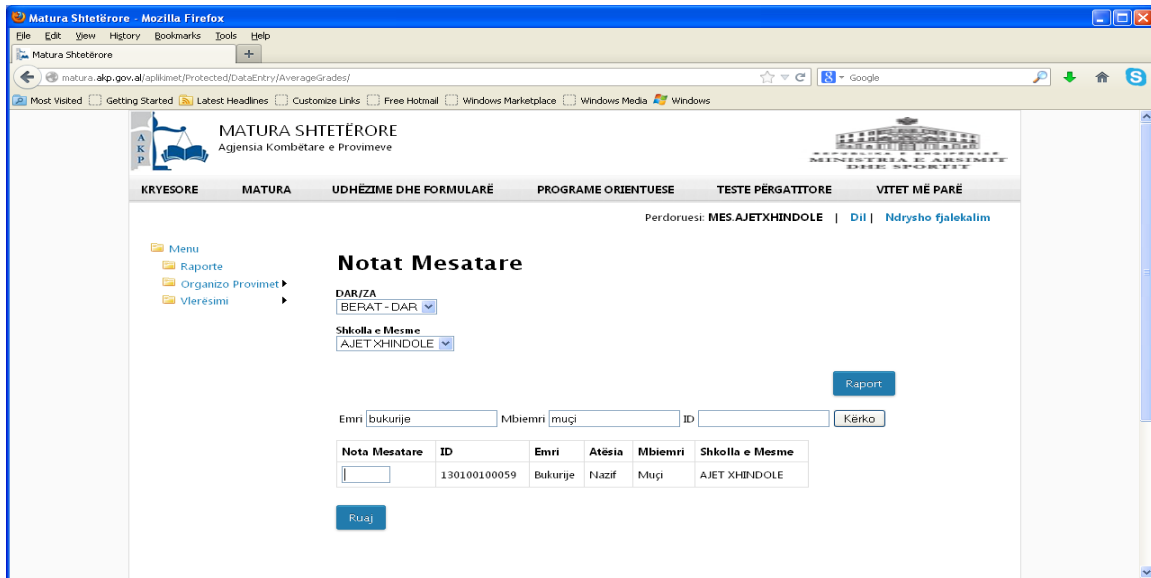 Matura Shtetërore - Mozilla Firefox
File Edit View History Bookmarks Tools Help
Matura Shtetërore +
matura.akp.gov.al/aplikimet/Protected/DataEntry/AverageGrades/ Google
Most Visited Getting Started Latest Headlines Customize Links Free Hotmail Windows Marketplace Windows Media Windows
A K P
MATURA SHTETËRORE
Agjensia Kombëtare e Provimeve
REPUBLIKA E SHQIPËRISË
MINISTRIA E ARSIMIT
DHE SPORTIT
KRYESORE MATURA UDHËZIME DHE FORMULARË PROGRAME ORIENTUESE TESTE PËRGATITORE VITET MË PARË
Perdoruesi: MES.AJETXHINDOLE | Dil | Ndrysho fjalekalim
Menu
Raporte
Organizo Provimet
Vlerësimi
Notat Mesatare
DAR/ZA
BERAT - DAR
Shkolla e Mesme
AJET XHINDOLE
Raport
Emri bukurije Mbiemri muçi ID Kërko
Nota Mesatare ID Emri Atësia Mbiemri Shkolla e Mesme
130100100059 Bukurije Nazif Muçi AJET XHINDOLE
Ruaj